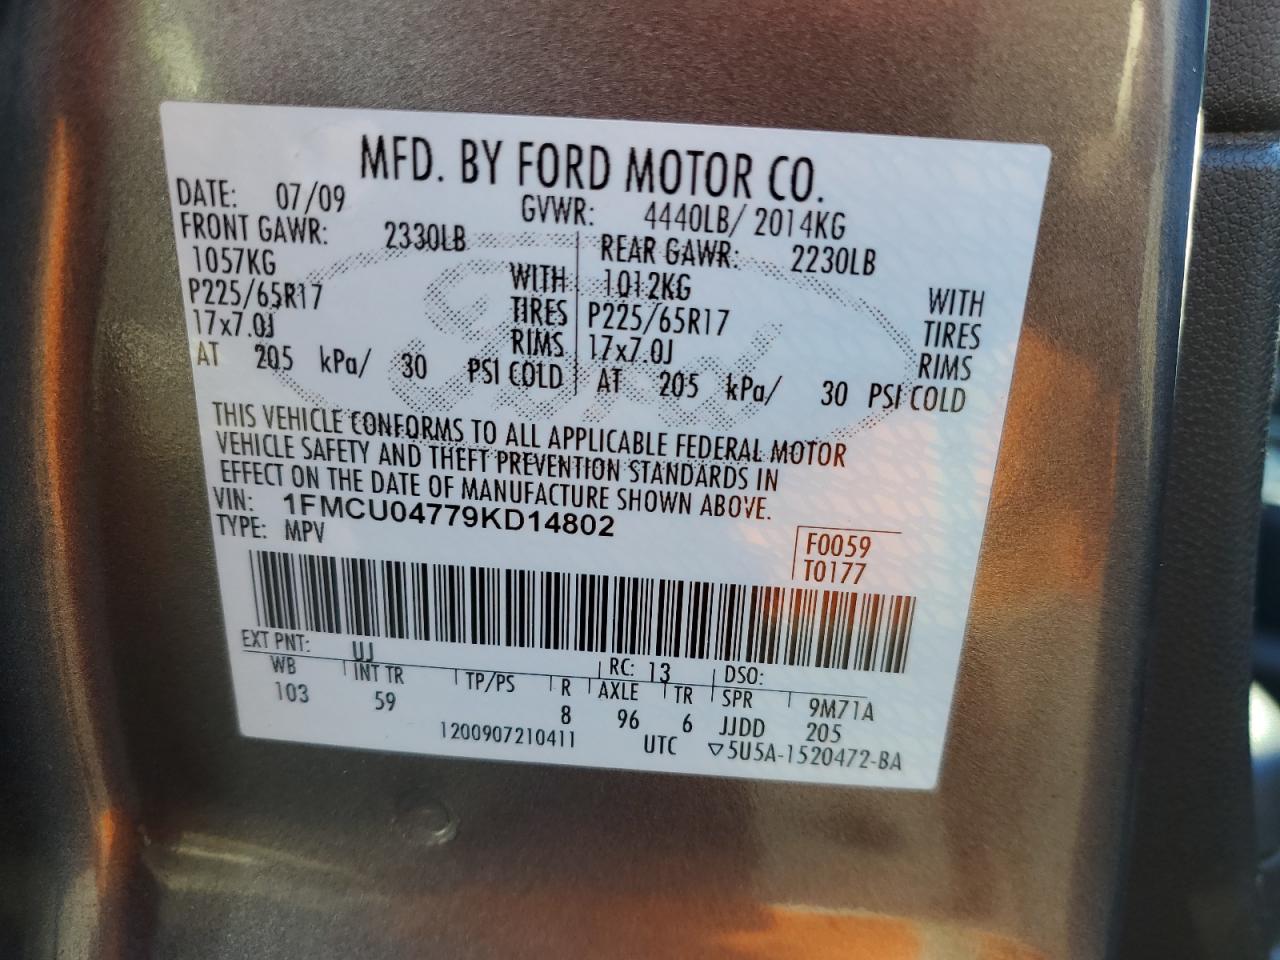 MFD. BY FORD MOTOR CO.
DATE: 07/09 GVWR: 4440LB/ 2014KG
FRONT GAWR: 2330LB REAR GAWR: 2230LB
1057KG WITH 1012KG WITH
P225/65R17 TIRES P225/65R17 TIRES
17x7.0J RIMS 17x7.0J RIMS
AT 205 kPa/ 30 PSI COLD AT 205 kPa/ 30 PSI COLD
THIS VEHICLE CONFORMS TO ALL APPLICABLE FEDERAL MOTOR
VEHICLE SAFETY AND THEFT PREVENTION STANDARDS IN
EFFECT ON THE DATE OF MANUFACTURE SHOWN ABOVE.
VIN: 1FMCU04779KD14802
TYPE: MPV
F0059
T0177
EXT PNT: UJ RC: 13 DSO:
WB INT TR TP/PS R AXLE TR SPR 9M71A
103 59 8 96 6 JJDD 205
1200907210411 UTC ▽5U5A-1520472-BA
Ford